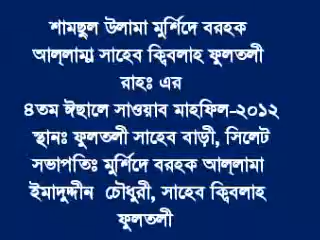 শামছুল উলামা মুর্শিদে বরহক
আল্লামা সাহেব ক্বিবলাহ ফুলতলী
রাহঃ এর
৪তম ঈছালে সাওয়াব মাহফিল-২০১২
স্থানঃ ফুলতলী সাহেব বাড়ী, সিলেট
সভাপতিঃ মুর্শিদে বরহক আল্লামা
ইমাদুদ্দীন চৌধুরী, সাহেব ক্বিবলাহ
ফুলতলী